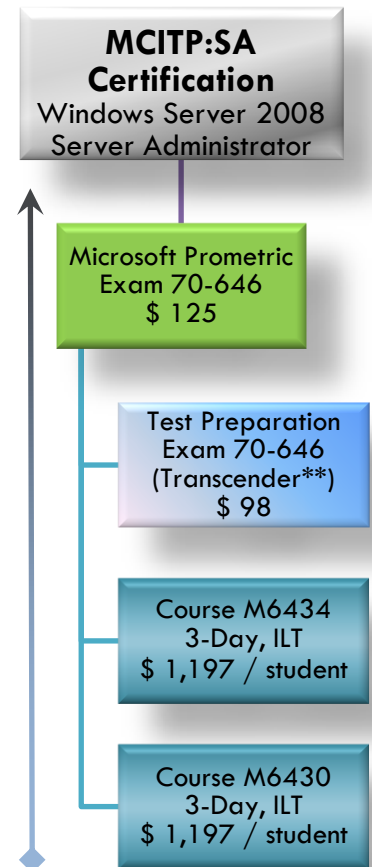 MCITP:SA
Certification
Windows Server 2008
Server Administrator
Microsoft Prometric
Exam 70-646
$ 125
Test Preparation
Exam 70-646
(Transcender**)
$ 98
Course M6434
3-Day, ILT
$ 1,197 / student
Course M6430
3-Day, ILT
$ 1,197 / student